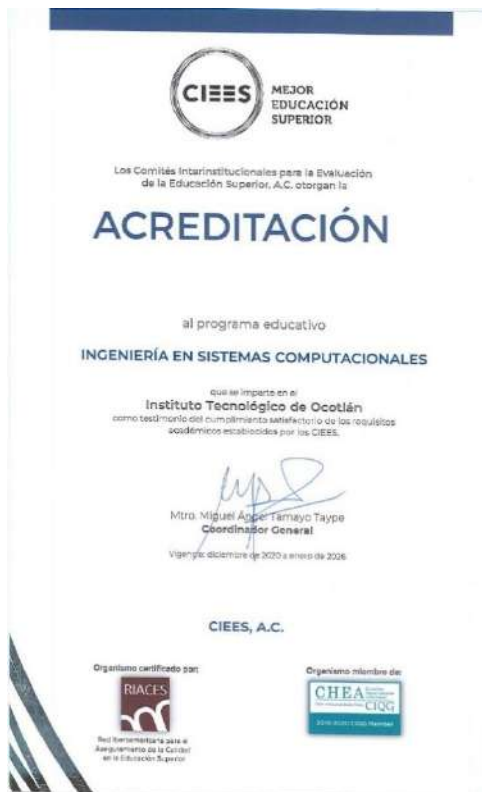 CIEES
MEJOR
EDUCACIÓN
SUPERIOR
Los Comités Interinstitucionales para la Evaluación
de la Educación Superior, A.C. otorgan la
ACREDITACIÓN
al programa educativo
INGENIERÍA EN SISTEMAS COMPUTACIONALES
que se imparte en el
Instituto Tecnológico de Ocotlán
como testimonio del cumplimiento satisfactorio de los requisitos
académicos establecidos por los CIEES.
Mtro. Miguel Ángel Tamayo Taype
Coordinador General
Vigencia: diciembre de 2020 a enero de 2026
CIEES, A.C.
Organismo certificado por:
RIACES
Red Iberoamericana para el
Aseguramiento de la Calidad
en la Educación Superior
Organismo miembro de:
CHEA
CIQG
Member